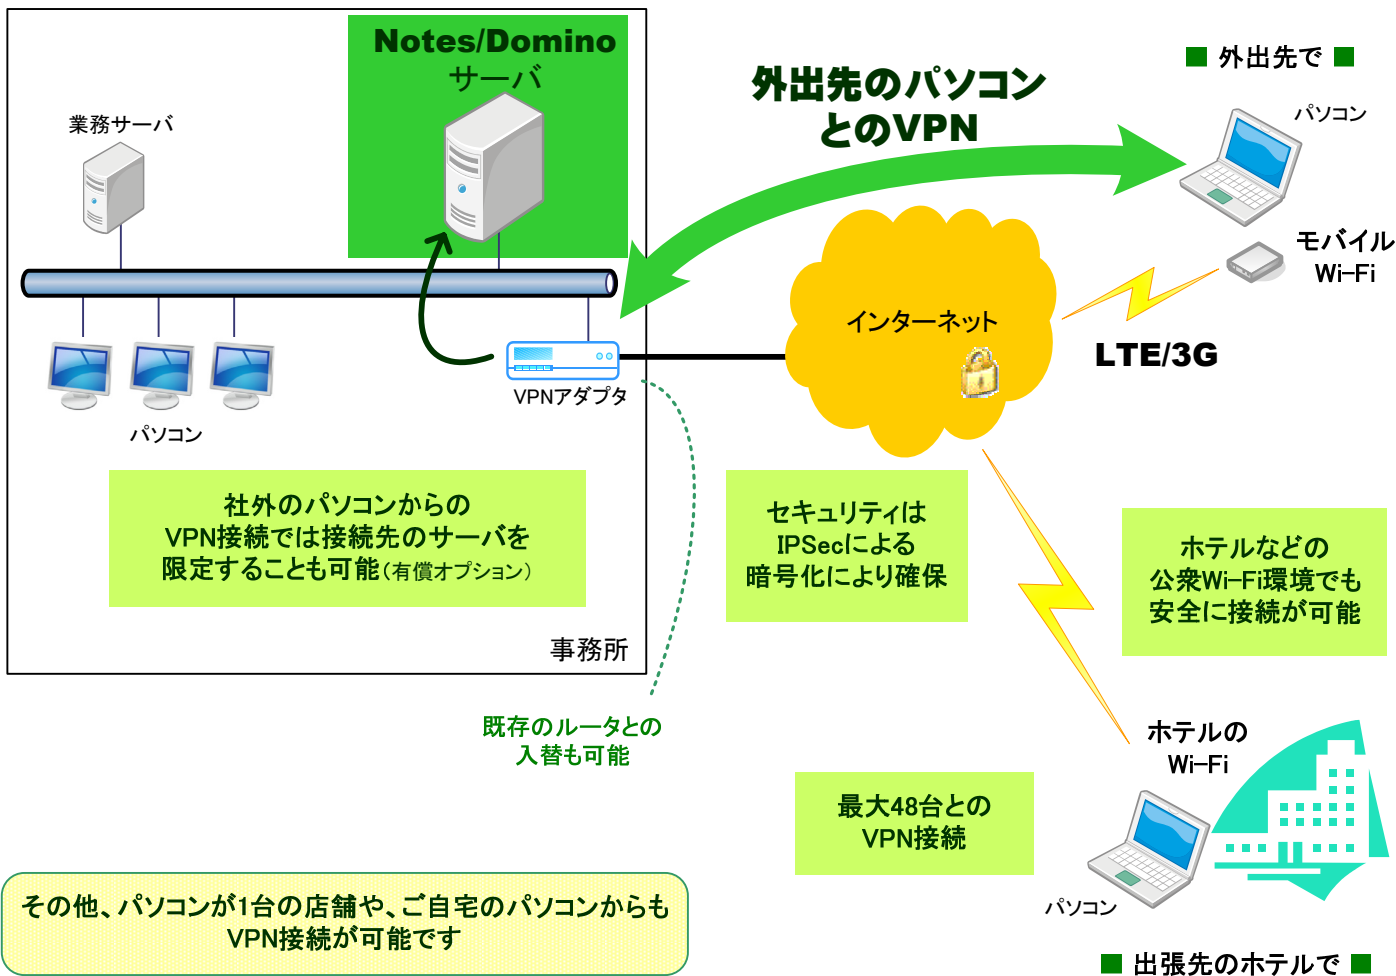 Notes/Domino
サーバ
業務サーバ
外出先のパソコン
とのVPN
■ 外出先で ■
パソコン
モバイル
Wi-Fi
インターネット
LTE/3G
VPNアダプタ
パソコン
社外のパソコンからの
VPN接続では接続先のサーバを
限定することも可能(有償オプション)
事務所
セキュリティは
IPSecによる
暗号化により確保
ホテルなどの
公衆Wi-Fi環境でも
安全に接続が可能
既存のルータとの
入替も可能
ホテルの
Wi-Fi
最大48台との
VPN接続
パソコン
その他、パソコンが1台の店舗や、ご自宅のパソコンからも
VPN接続が可能です
■ 出張先のホテルで ■